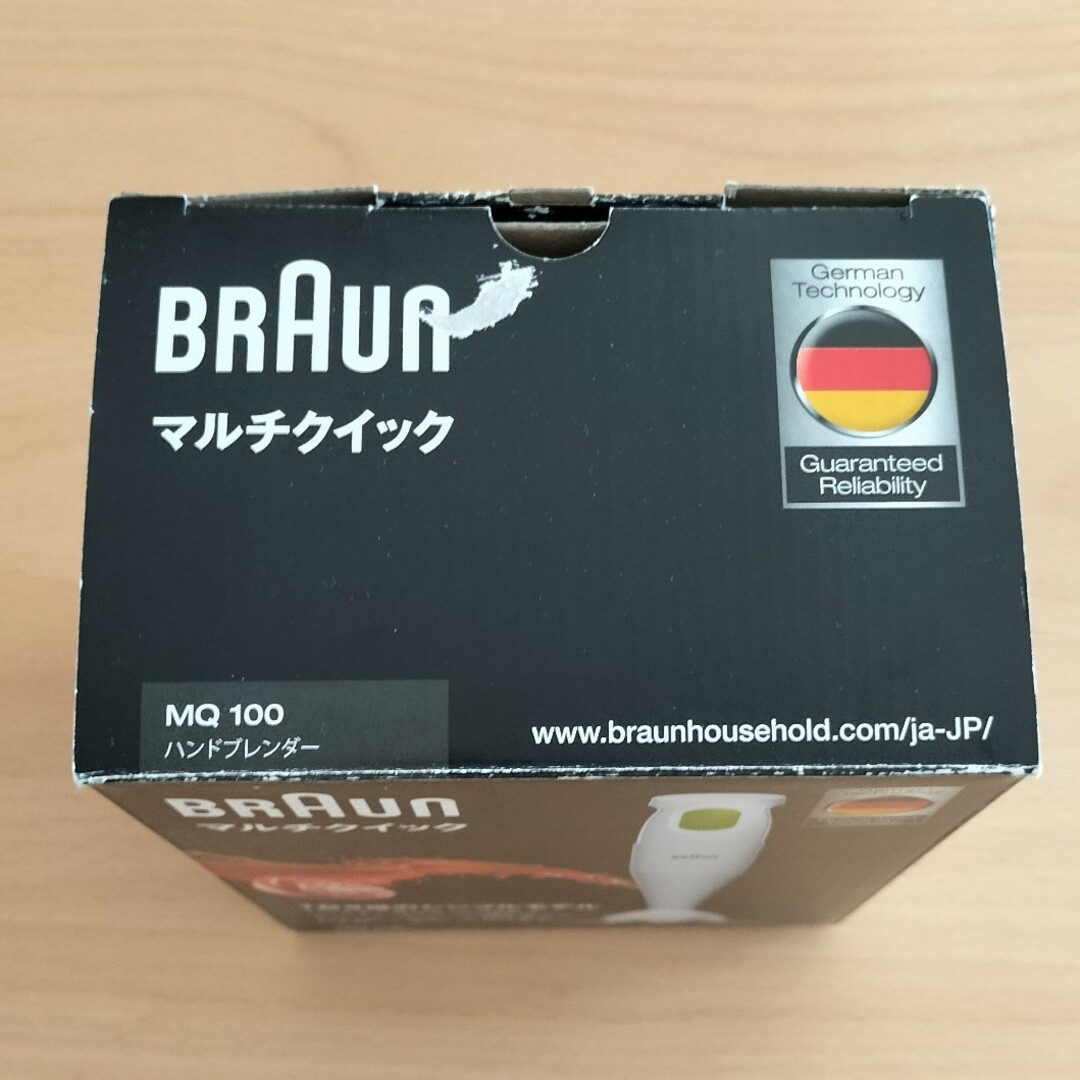 BRAUN
マルチクイック
German
Technology
Guaranteed
Reliability
MQ 100
ハンドブレンダー
www.braunhousehold.com/ja-JP/
BRAUN
マルチクイック
BRAUN